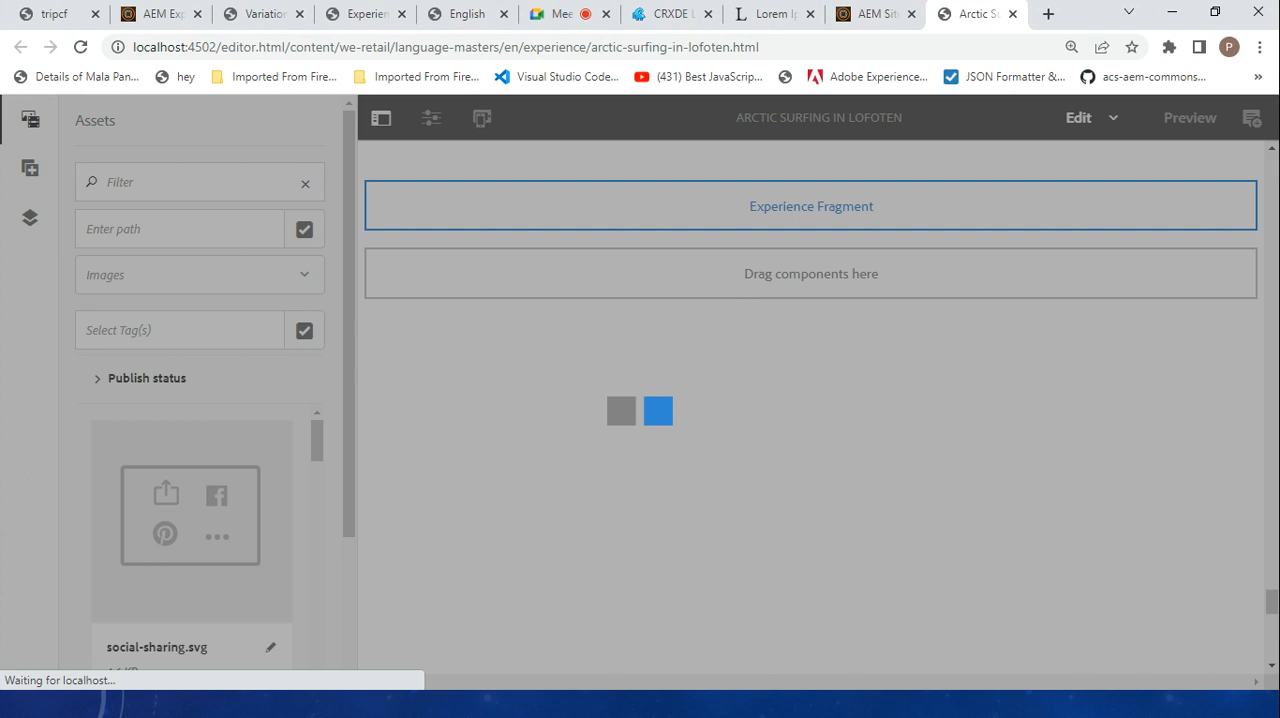 tripcf
AEM Exp
Variation
Experien
English
Mee
CRXDE L
Lorem Ip
AEM Sit
Arctic Su
localhost:4502/editor.html/content/we-retail/language-masters/en/experience/arctic-surfing-in-lofoten.html
P
Details of Mala Pan...
hey
Imported From Fire...
Imported From Fire...
Visual Studio Code...
(431) Best JavaScrip...
Adobe Experience...
JSON Formatter &...
acs-aem-commons...
»
Assets
ARCTIC SURFING IN LOFOTEN
Edit
Preview
Filter
Enter path
Images
Select Tag(s)
Publish status
Experience Fragment
Drag components here
social-sharing.svg
Waiting for localhost...